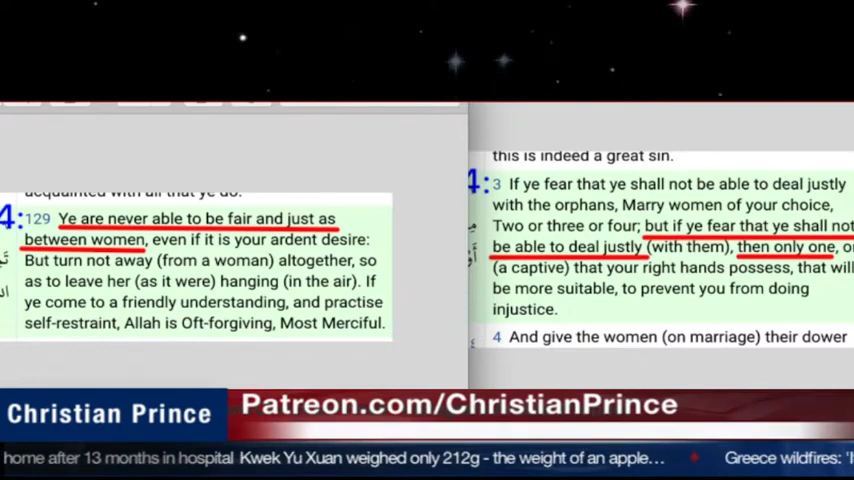 acquainted with all that ye do.
4:
129 Ye are never able to be fair and just as
between women, even if it is your ardent desire:
But turn not away (from a woman) altogether, so
as to leave her (as it were) hanging (in the air). If
ye come to a friendly understanding, and practise
self-restraint, Allah is Oft-forgiving, Most Merciful.
this is indeed a great sin.
4:
3 If ye fear that ye shall not be able to deal justly
with the orphans, Marry women of your choice,
Two or three or four; but if ye fear that ye shall not
be able to deal justly (with them), then only one, or
(a captive) that your right hands possess, that will
be more suitable, to prevent you from doing
injustice.
4 And give the women (on marriage) their dower
Christian Prince
Patreon.com/ChristianPrince
home after 13 months in hospital Kwek Yu Xuan weighed only 212g - the weight of an apple... Greece wildfires: